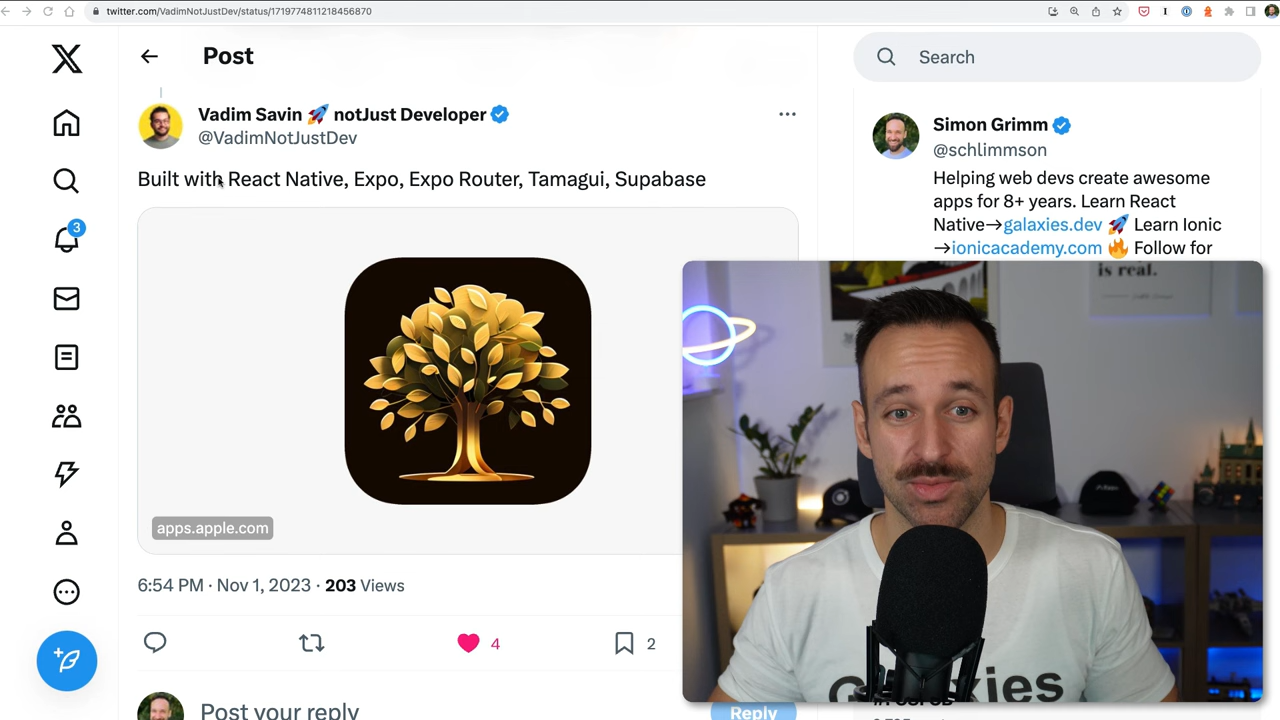 twitter.com/VadimNotJustDev/status/1719774811218456870
Post
Search
Vadim Savin 🚀 notJust Developer
@VadimNotJustDev
Built with React Native, Expo, Expo Router, Tamagui, Supabase
apps.apple.com
6:54 PM · Nov 1, 2023 · 203 Views
4
2
Post your reply
Reply
3
Simon Grimm
@schlimmson
Helping web devs create awesome
apps for 8+ years. Learn React
Native→galaxies.dev 🚀 Learn Ionic
→ionicacademy.com 🔥 Follow for
is real.